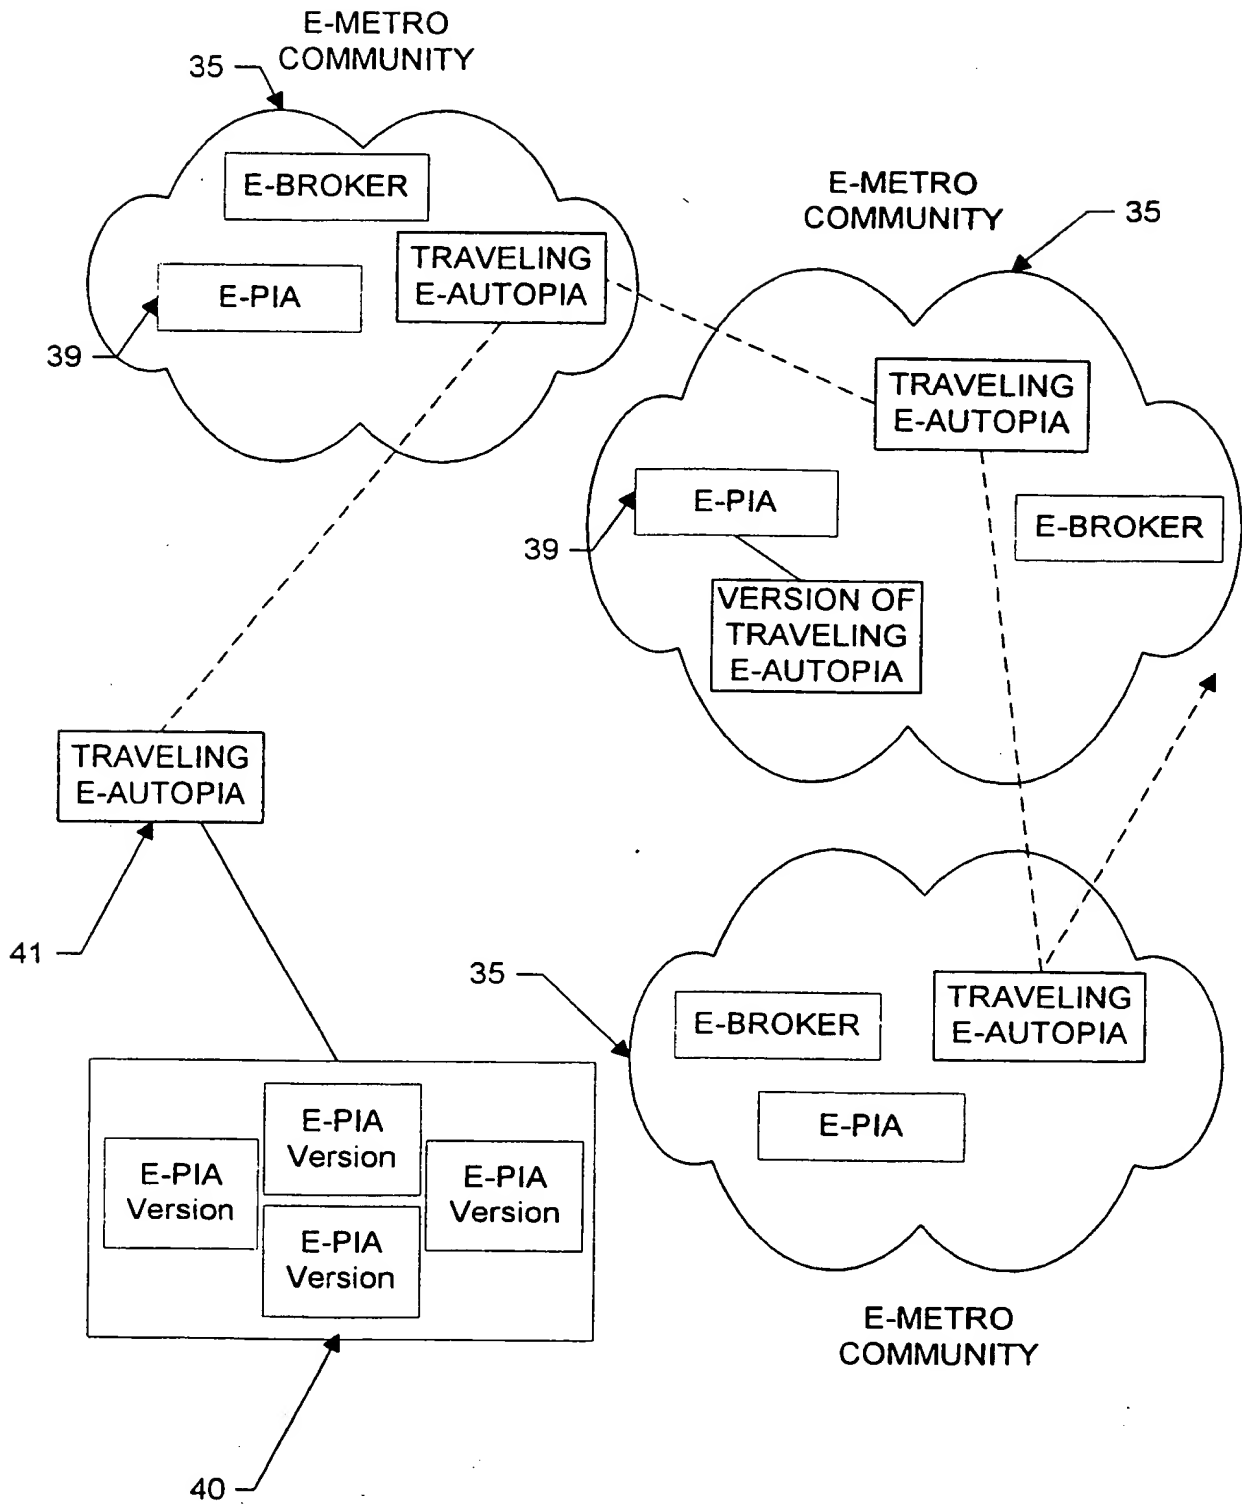 E-METRO
COMMUNITY
35
E-BROKER
TRAVELING
E-AUTOPIA
E-PIA
39
E-METRO
COMMUNITY
35
TRAVELING
E-AUTOPIA
E-PIA
E-BROKER
39
VERSION OF
TRAVELING
E-AUTOPIA
TRAVELING
E-AUTOPIA
41
35
E-BROKER
TRAVELING
E-AUTOPIA
E-PIA
E-METRO
COMMUNITY
E-PIA
Version
E-PIA
Version
E-PIA
Version
E-PIA
Version
40